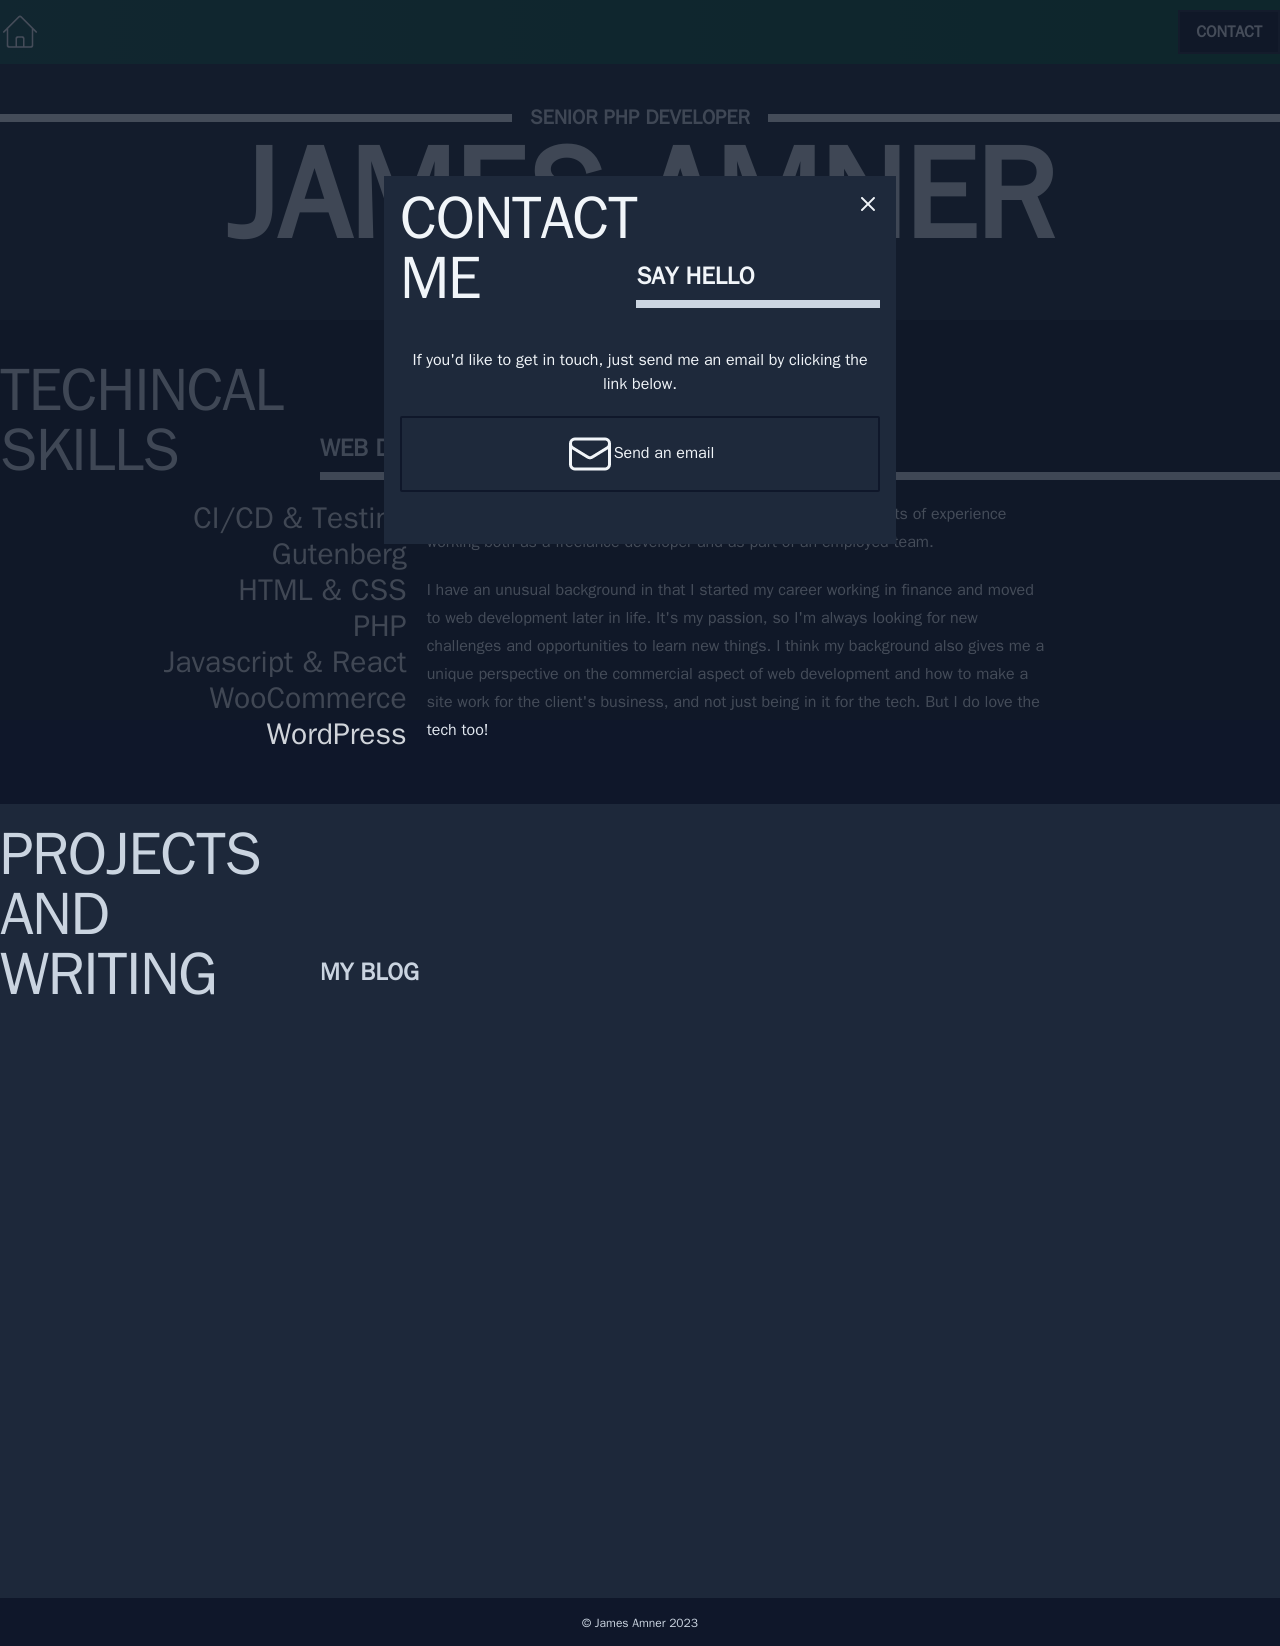 CONTACT
SENIOR PHP DEVELOPER
JAMES AMNER
CONTACT
ME
SAY HELLO
If you'd like to get in touch, just send me an email by clicking the
link below.
Send an email
TECHINCAL
SKILLS
WEB D
CI/CD & Testin
Gutenberg
HTML & CSS
PHP
Javascript & React
WooCommerce
WordPress
ts of experience
working both as a freelance developer and as part of an employed team.
I have an unusual background in that I started my career working in finance and moved
to web development later in life. It's my passion, so I'm always looking for new
challenges and opportunities to learn new things. I think my background also gives me a
unique perspective on the commercial aspect of web development and how to make a
site work for the client's business, and not just being in it for the tech. But I do love the
tech too!
PROJECTS
AND
WRITING
MY BLOG
© James Amner 2023